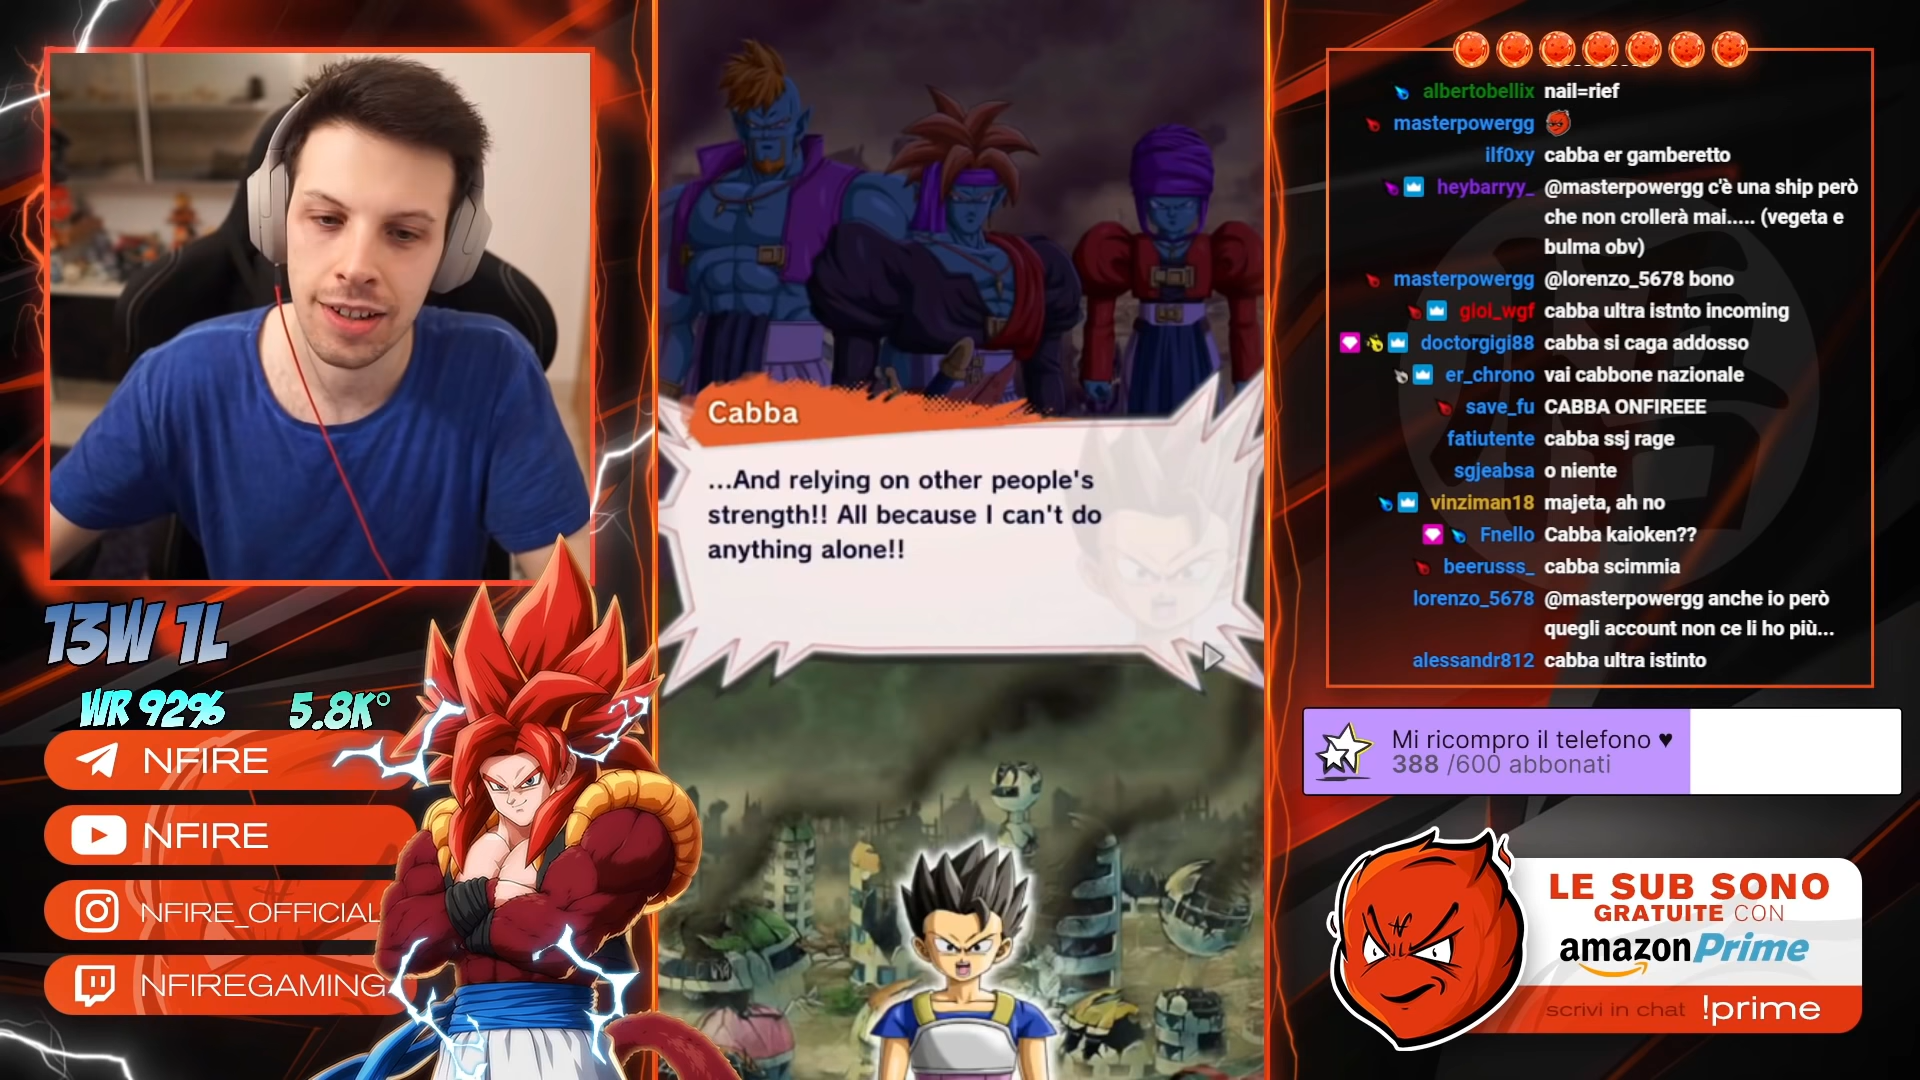 albertobellix nail=rief
masterpowergg
ilf0xy cabba er gamberetto
heybarryy_ @masterpowergg c'è una ship però
che non crollerà mai..... (vegeta e
bulma obv)
masterpowergg @lorenzo_5678 bono
gioi_wgf cabba ultra istnto incoming
doctorgigi88 cabba si caga addosso
er_chrono vai cabbone nazionale
save_fu CABBA ONFIREEE
fatiutente cabba ssj rage
sgjeabsa o niente
vinziman18 majeta, ah no
Fnello Cabba kaioken??
beerusss_ cabba scimmia
lorenzo_5678 @masterpowergg anche io però
quegli account non ce li ho più...
alessandr812 cabba ultra istinto
Cabba
...And relying on other people's
strength!! All because I can't do
anything alone!!
13W 1L
WR 92% 5.8K°
NFIRE
NFIRE
NFIRE_OFFICIAL
NFIREGAMING
Mi ricompro il telefono ♥
388 /600 abbonati
LE SUB SONO
GRATUITE CON
amazon Prime
scrivi in chat !prime